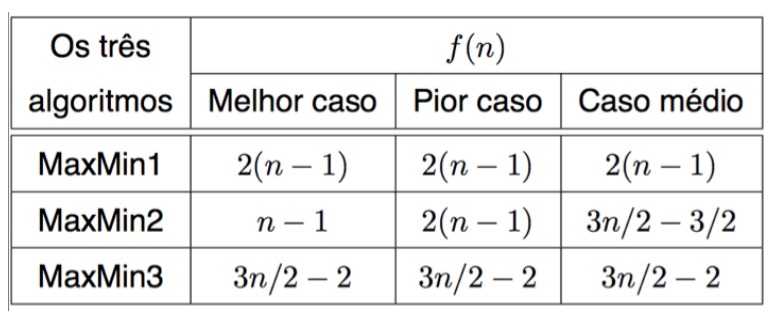 Os três f(n)
algoritmos Melhor caso Pior caso Caso médio
MaxMin1 2(n − 1) 2(n − 1) 2(n − 1)
MaxMin2 n − 1 2(n − 1) 3n/2 − 3/2
MaxMin3 3n/2 − 2 3n/2 − 2 3n/2 − 2